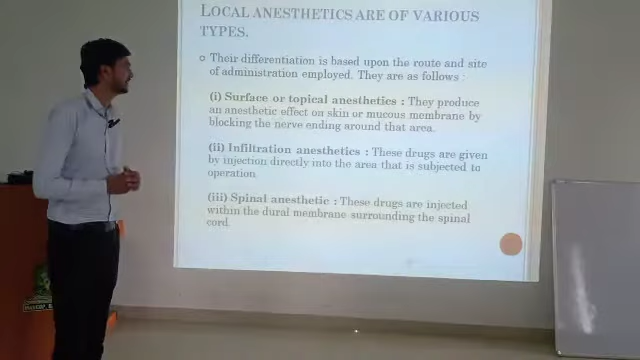 LOCAL ANESTHETICS ARE OF VARIOUS
TYPES.
Their differentiation is based upon the route and site
of administration employed. They are as follows :
(i) Surface or topical anesthetics : They produce
an anesthetic effect on skin or mucous membrane by
blocking the nerve ending around that area.
(ii) Infiltration anesthetics : These drugs are given
by injection directly into the area that is subjected to
operation
(iii) Spinal anesthetic : These drugs are injected
within the dural membrane surrounding the spinal
cord.